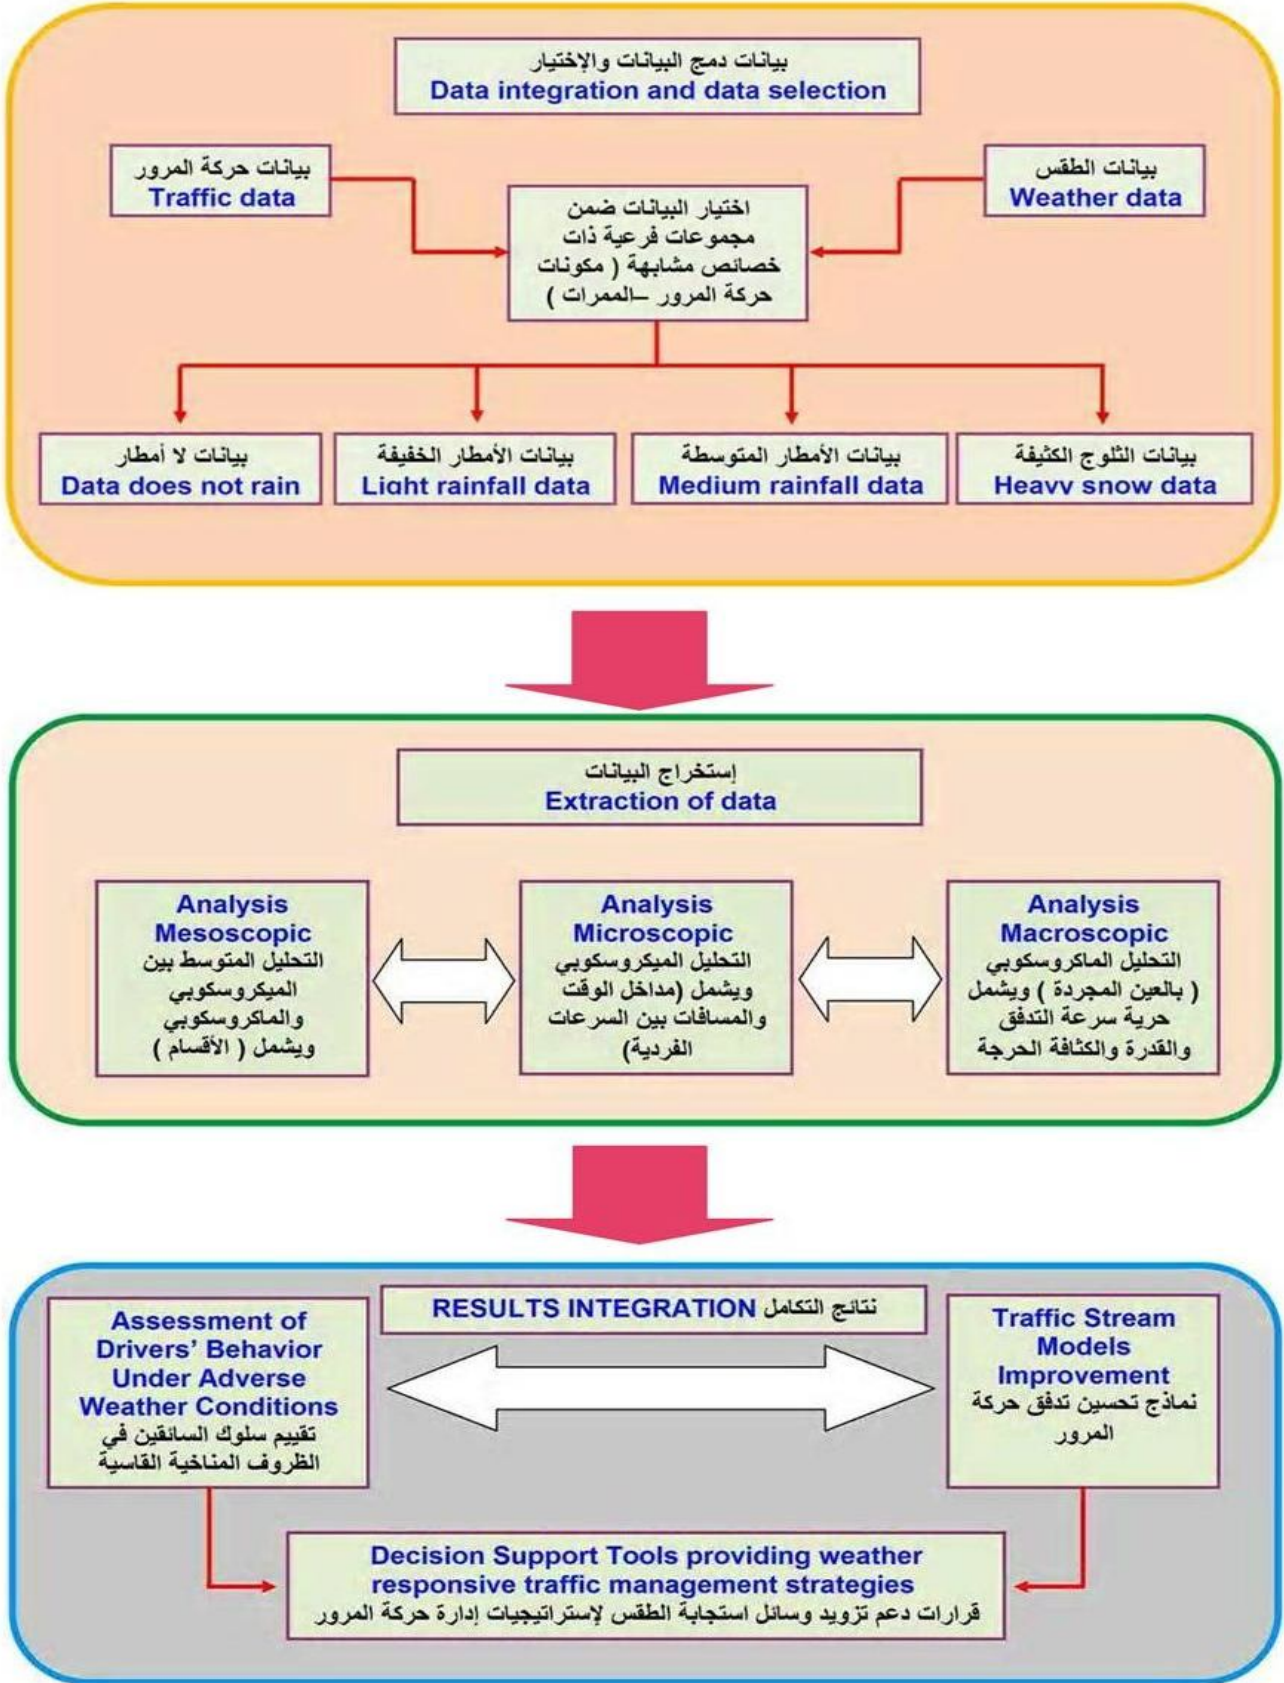 بيانات دمج البيانات والإختيار
Data integration and data selection
بيانات حركة المرور
Traffic data
بيانات الطقس
Weather data
اختيار البيانات ضمن
مجموعات فرعية ذات
خصائص مشابهة ( مكونات
حركة المرور –الممرات )
بيانات لا أمطار
Data does not rain
بيانات الأمطار الخفيفة
Light rainfall data
بيانات الأمطار المتوسطة
Medium rainfall data
بيانات الثلوج الكثيفة
Heavy snow data
إستخراج البيانات
Extraction of data
Analysis
Mesoscopic
التحليل المتوسط بين
الميكروسكوبي
والماكروسكوبي
ويشمل ( الأقسام )
Analysis
Microscopic
التحليل الميكروسكوبي
ويشمل (مداخل الوقت
والمسافات بين السرعات
الفردية)
Analysis
Macroscopic
التحليل الماكروسكوبي
( بالعين المجردة ) ويشمل
حرية سرعة التدفق
والقدرة والكثافة الحرجة
RESULTS INTEGRATION نتائج التكامل
Assessment of
Drivers’ Behavior
Under Adverse
Weather Conditions
تقييم سلوك السائقين في
الظروف المناخية القاسية
Traffic Stream
Models
Improvement
نماذج تحسين تدفق حركة
المرور
Decision Support Tools providing weather
responsive traffic management strategies
قرارات دعم تزويد وسائل استجابة الطقس لإستراتيجيات إدارة حركة المرور